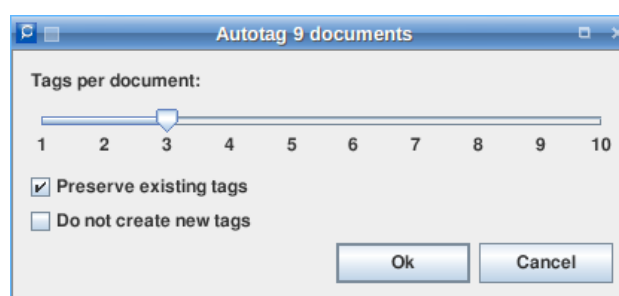 Autotag 9 documents
Tags per document:
1 2 3 4 5 6 7 8 9 10
Preserve existing tags
Do not create new tags
Ok Cancel